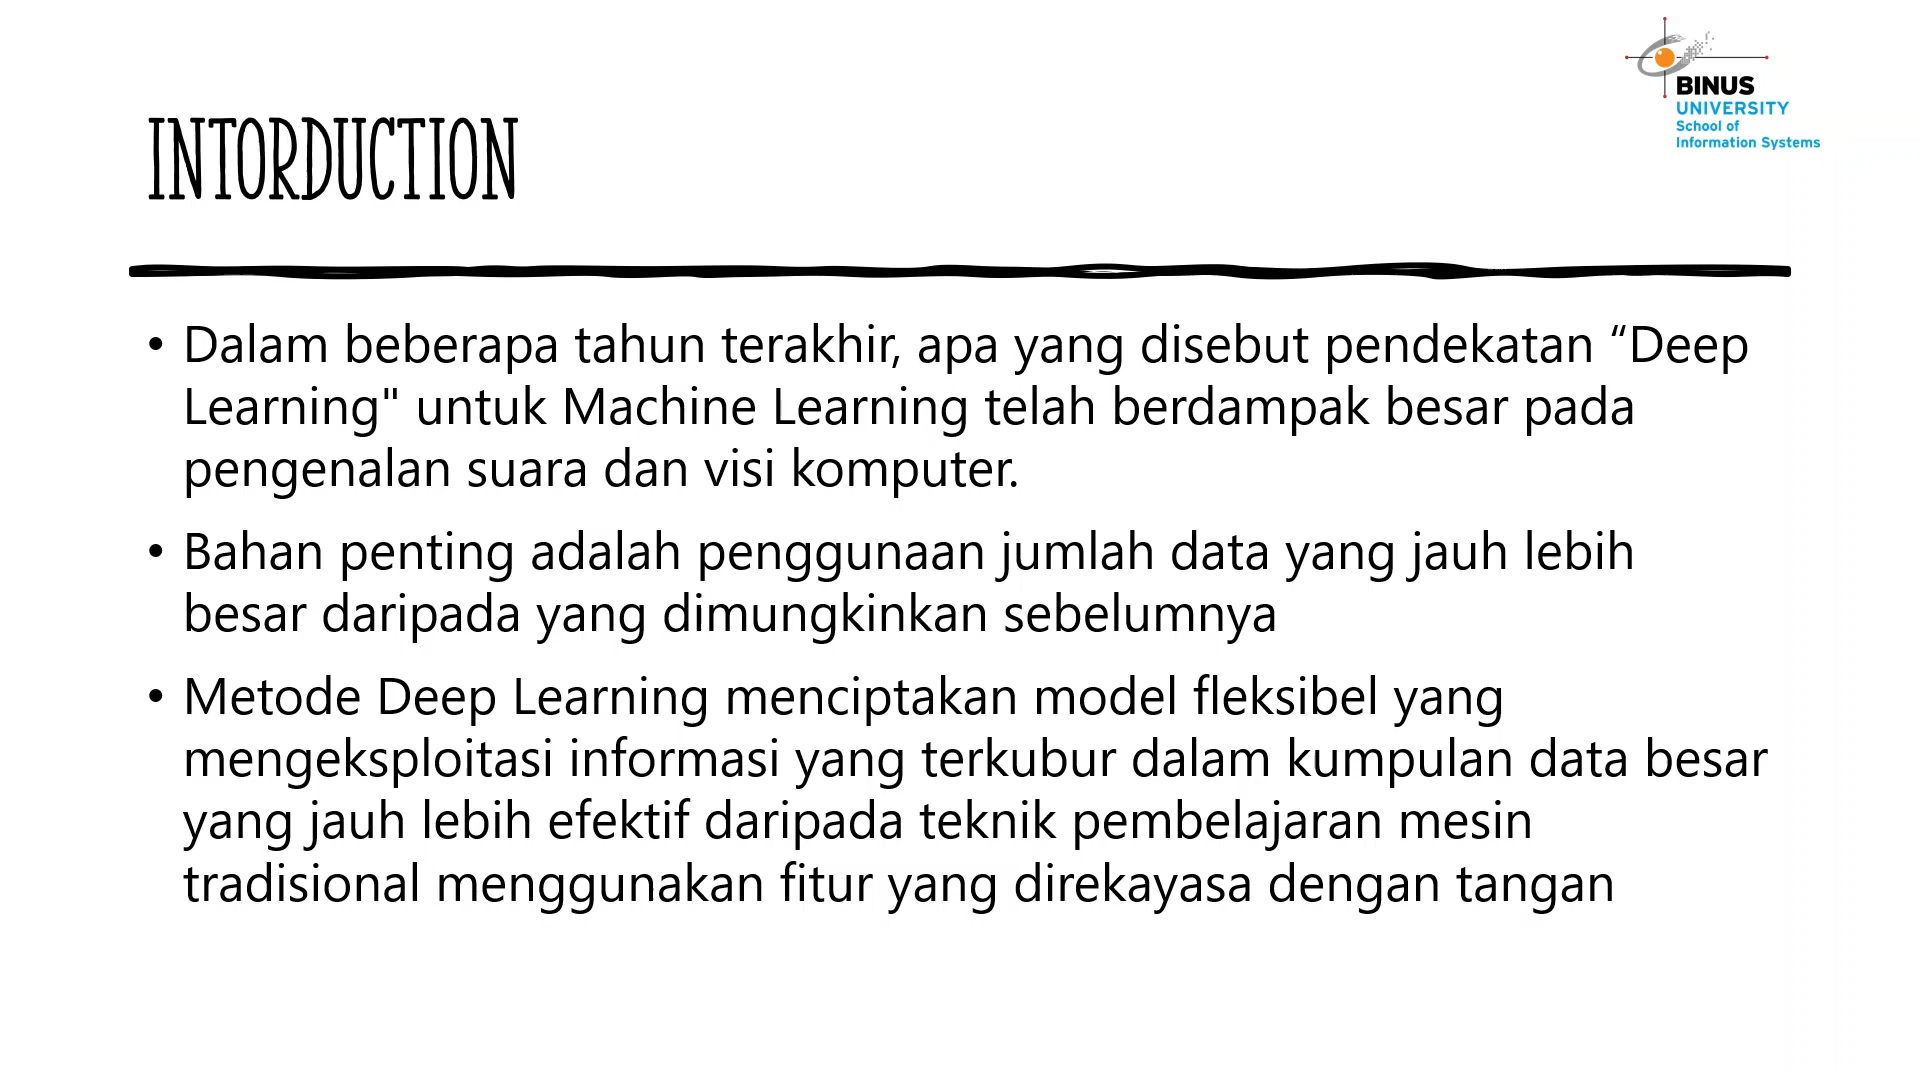 BINUS
UNIVERSITY
School of
Information Systems
INTORDUCTION
• Dalam beberapa tahun terakhir, apa yang disebut pendekatan “Deep
Learning" untuk Machine Learning telah berdampak besar pada
pengenalan suara dan visi komputer.
• Bahan penting adalah penggunaan jumlah data yang jauh lebih
besar daripada yang dimungkinkan sebelumnya
• Metode Deep Learning menciptakan model fleksibel yang
mengeksploitasi informasi yang terkubur dalam kumpulan data besar
yang jauh lebih efektif daripada teknik pembelajaran mesin
tradisional menggunakan fitur yang direkayasa dengan tangan